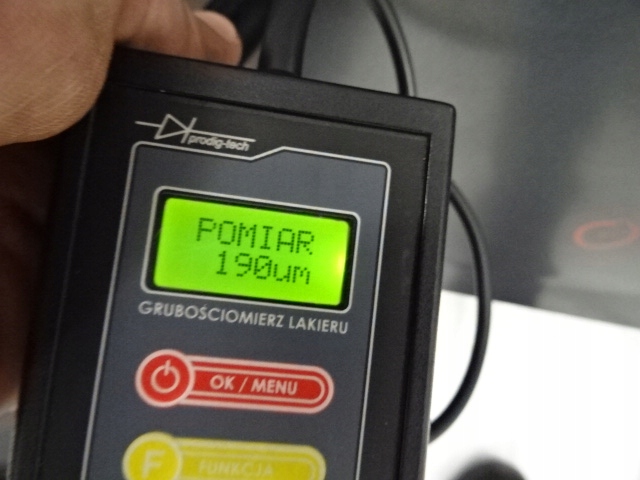 prodig-tech
POMIAR
190um
GRUBOŚCIOMIERZ LAKIERU
OK / MENU
F FUNKCJA